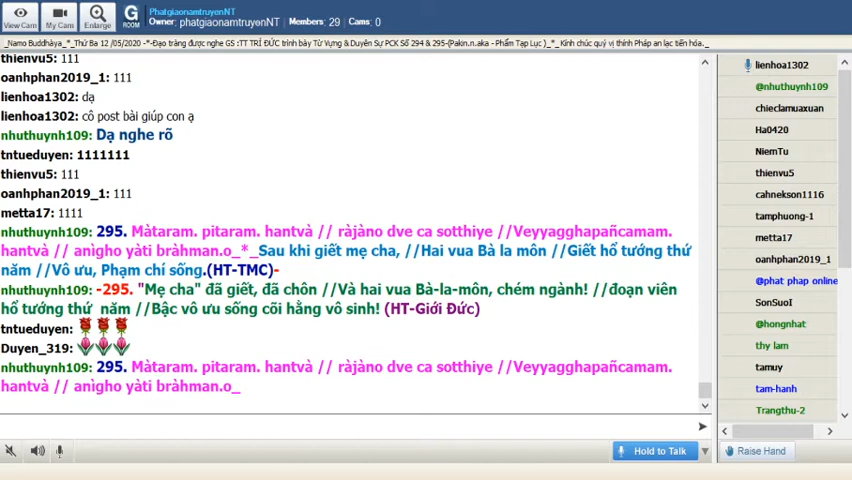 View Cam
My Cam
Enlarge
G
ROOM
PhatgiaonamtruyenNT
Owner: phatgiaonamtruyenNT Members: 29 Cams: 0
_Namo Buddhàya_*_Thứ Ba 12 /05/2020 -*-Đạo tràng được nghe GS :TT TRÍ ĐỨC trình bày Từ Vựng & Duyên Sự PCK Số 294 & 295-(Pakin.n.aka - Phẩm Tạp Lục )_*_ Kính chúc quý vị thính Pháp an lạc tiến hóa._
thienvu5: 111
oanhphan2019_1: 111
lienhoa1302: dạ
lienhoa1302: cô post bài giúp con ạ
nhuthuynh109: Dạ nghe rõ
tntueduyen: 1111111
thienvu5: 111
oanhphan2019_1: 111
metta17: 1111
nhuthuynh109: 295. Màtaram. pitaram. hantvà // ràjàno dve ca sotthiye //Veyyagghapañcamam.
hantvà // anìgho yàti bràhman.o_*_Sau khi giết mẹ cha, //Hai vua Bà la môn //Giết hổ tướng thứ
năm //Vô ưu, Phạm chí sống.(HT-TMC)-
nhuthuynh109: -295. "Mẹ cha" đã giết, đã chôn //Và hai vua Bà-la-môn, chém ngành! //đoạn viên
hổ tướng thứ năm //Bậc vô ưu sống cõi hằng vô sinh! (HT-Giới Đức)
tntueduyen:
Duyen_319:
nhuthuynh109: 295. Màtaram. pitaram. hantvà // ràjàno dve ca sotthiye //Veyyagghapañcamam.
hantvà // anìgho yàti bràhman.o_
lienhoa1302
@nhuthuynh109
chieclamuaxuan
Ha0420
NiemTu
thienvu5
cahnekson1116
tamphuong-1
metta17
oanhphan2019_1
@phat phap online
SonSuoI
@hongnhat
thy lam
tamuy
tam-hanh
Trangthu-2
Hold to Talk
Raise Hand